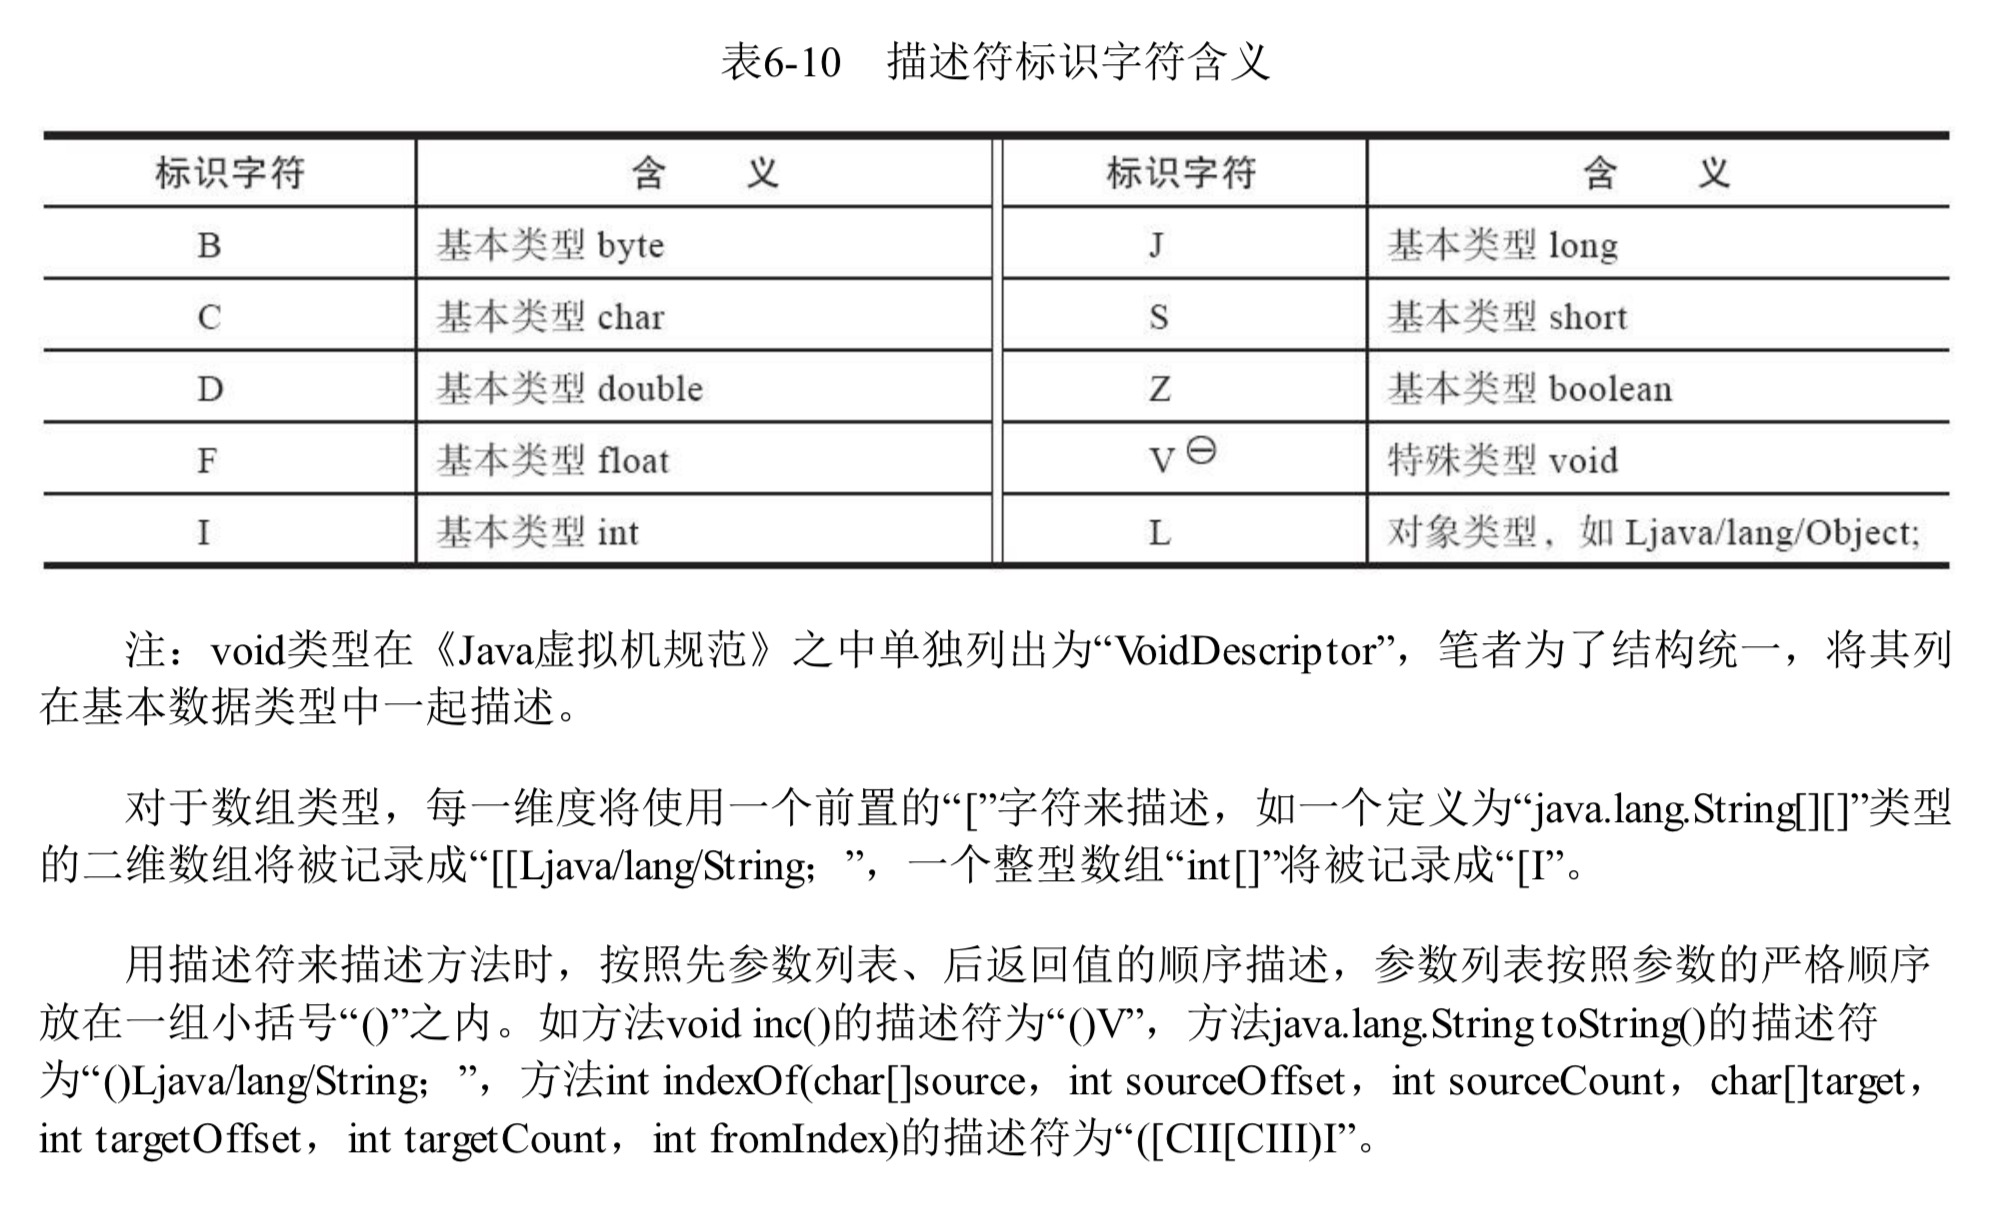 表6-10 描述符标识字符含义
标识字符 含 义 标识字符 含 义
B 基本类型 byte J 基本类型 long
C 基本类型 char S 基本类型 short
D 基本类型 double Z 基本类型 boolean
F 基本类型 float V ⊖ 特殊类型 void
I 基本类型 int L 对象类型，如 Ljava/lang/Object;
注：void类型在《Java虚拟机规范》之中单独列出为“VoidDescriptor”，笔者为了结构统一，将其列
在基本数据类型中一起描述。
对于数组类型，每一维度将使用一个前置的“[”字符来描述，如一个定义为“java.lang.String[][]”类型
的二维数组将被记录成“[[Ljava/lang/String；”，一个整型数组“int[]”将被记录成“[I”。
用描述符来描述方法时，按照先参数列表、后返回值的顺序描述，参数列表按照参数的严格顺序
放在一组小括号“()”之内。如方法void inc()的描述符为“()V”，方法java.lang.String toString()的描述符
为“()Ljava/lang/String；”，方法int indexOf(char[]source，int sourceOffset，int sourceCount，char[]target，
int targetOffset，int targetCount，int fromIndex)的描述符为“([CII[CIII)I”。